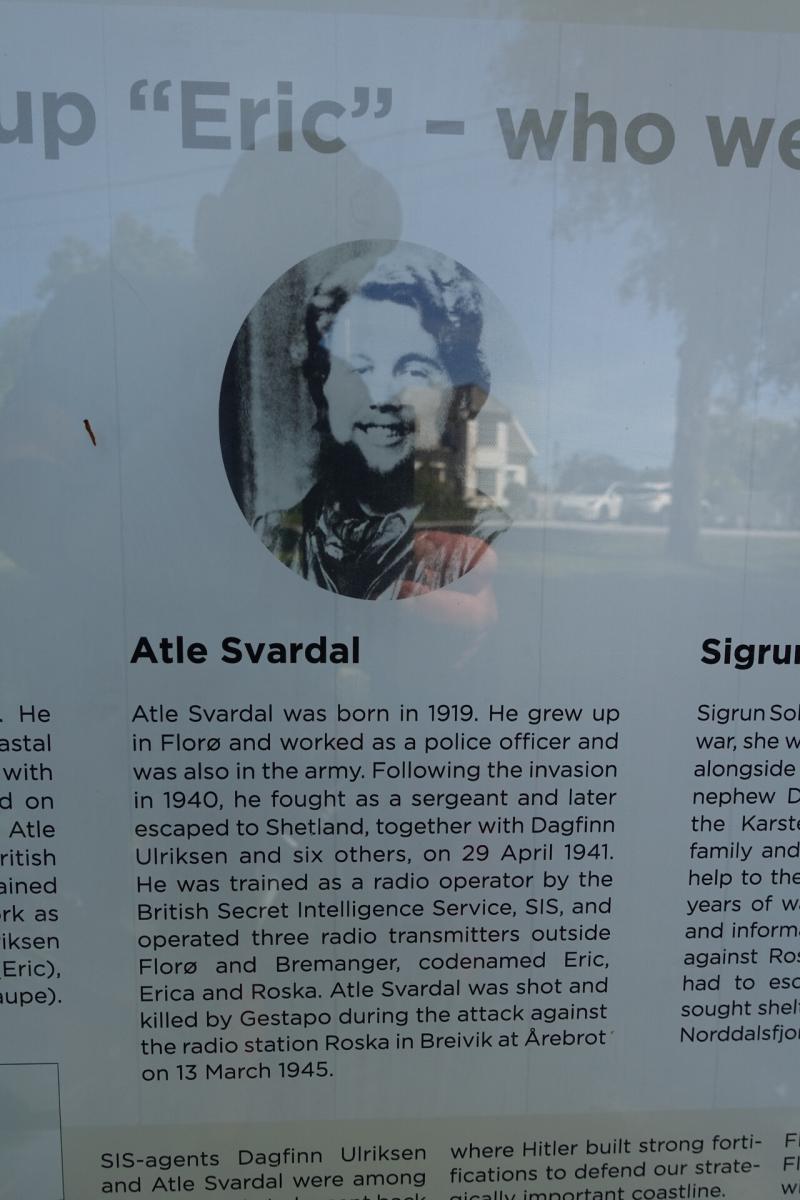 up “Eric” – who we
Atle Svardal
Atle Svardal was born in 1919. He grew up
in Florø and worked as a police officer and
was also in the army. Following the invasion
in 1940, he fought as a sergeant and later
escaped to Shetland, together with Dagfinn
Ulriksen and six others, on 29 April 1941.
He was trained as a radio operator by the
British Secret Intelligence Service, SIS, and
operated three radio transmitters outside
Florø and Bremanger, codenamed Eric,
Erica and Roska. Atle Svardal was shot and
killed by Gestapo during the attack against
the radio station Roska in Breivik at Årebrot
on 13 March 1945.
. He
astal
with
d on
Atle
ritish
ained
rk as
riksen
(Eric),
aupe).
Sigrun
Sigrun Sol
war, she w
alongside
nephew D
the Karste
family and
help to the
years of w
and informa
against Ros
had to esc
sought shelt
Norddalsfjor
SIS-agents Dagfinn Ulriksen
and Atle Svardal were among
where Hitler built strong forti-
fications to defend our strate-
gically important coastline.
Fl
Fl
w